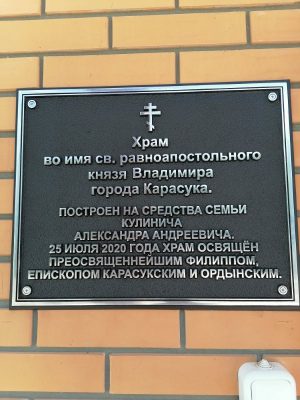 Храм
во имя св. равноапостольного
князя Владимира
города Карасука.
ПОСТРОЕН НА СРЕДСТВА СЕМЬИ
КУЛИНИЧА
АЛЕКСАНДРА АНДРЕЕВИЧА.
25 ИЮЛЯ 2020 ГОДА ХРАМ ОСВЯЩЁН
ПРЕОСВЯЩЕННЕЙШИМ ФИЛИППОМ,
ЕПИСКОПОМ КАРАСУКСКИМ И ОРДЫНСКИМ.